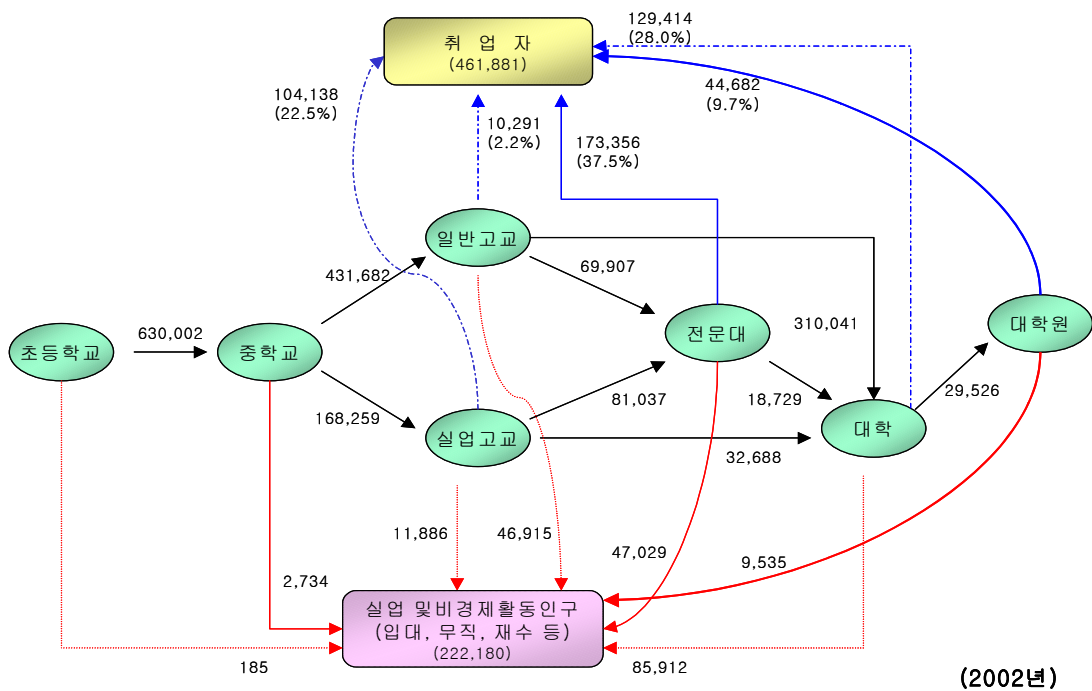 129,414
(28.0%)
취 업 자
(461,881)
44,682
(9.7%)
104,138
(22.5%)
10,291
(2.2%)
173,356
(37.5%)
일반고교
431,682
69,907
630,002
310,041
대학원
초등학교
중학교
전문대
29,526
168,259
81,037
18,729
실업고교
대학
32,688
11,886
46,915
47,029
9,535
2,734
실업 및비경제활동인구
(입대, 무직, 재수 등)
(222,180)
185
85,912
(2002년)